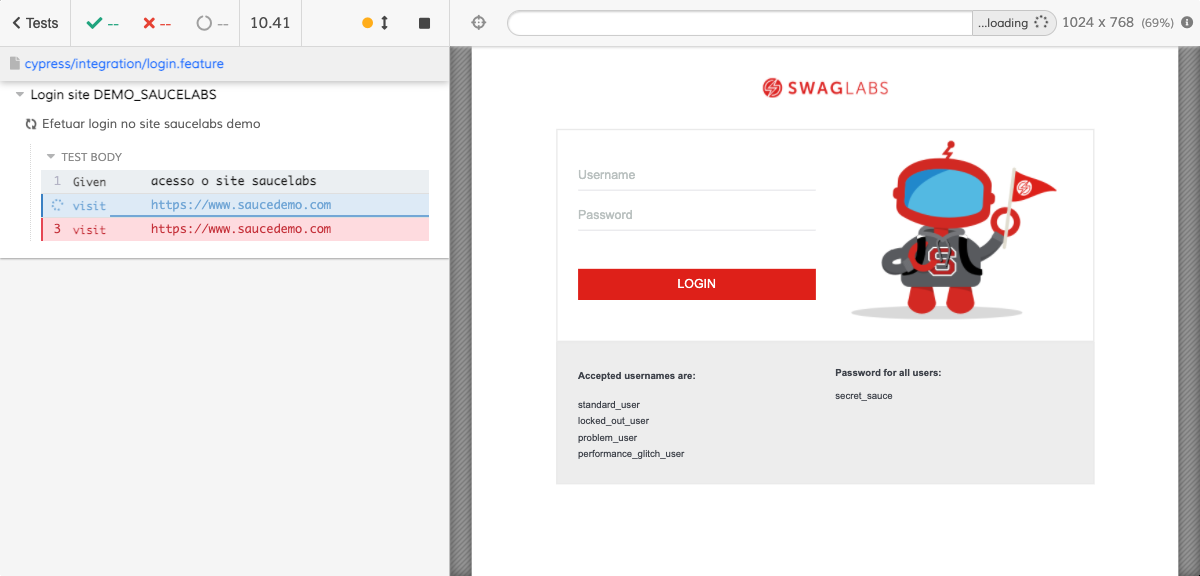 Tests
--
--
--
10.41
...loading
1024 x 768 (69%)
cypress/integration/login.feature
Login site DEMO_SAUCELABS
Efetuar login no site saucelabs demo
TEST BODY
1 Given acesso o site saucelabs
visit https://www.saucedemo.com
3 visit https://www.saucedemo.com
SWAGLABS
Username
Password
LOGIN
Accepted usernames are:
standard_user
locked_out_user
problem_user
performance_glitch_user
Password for all users:
secret_sauce